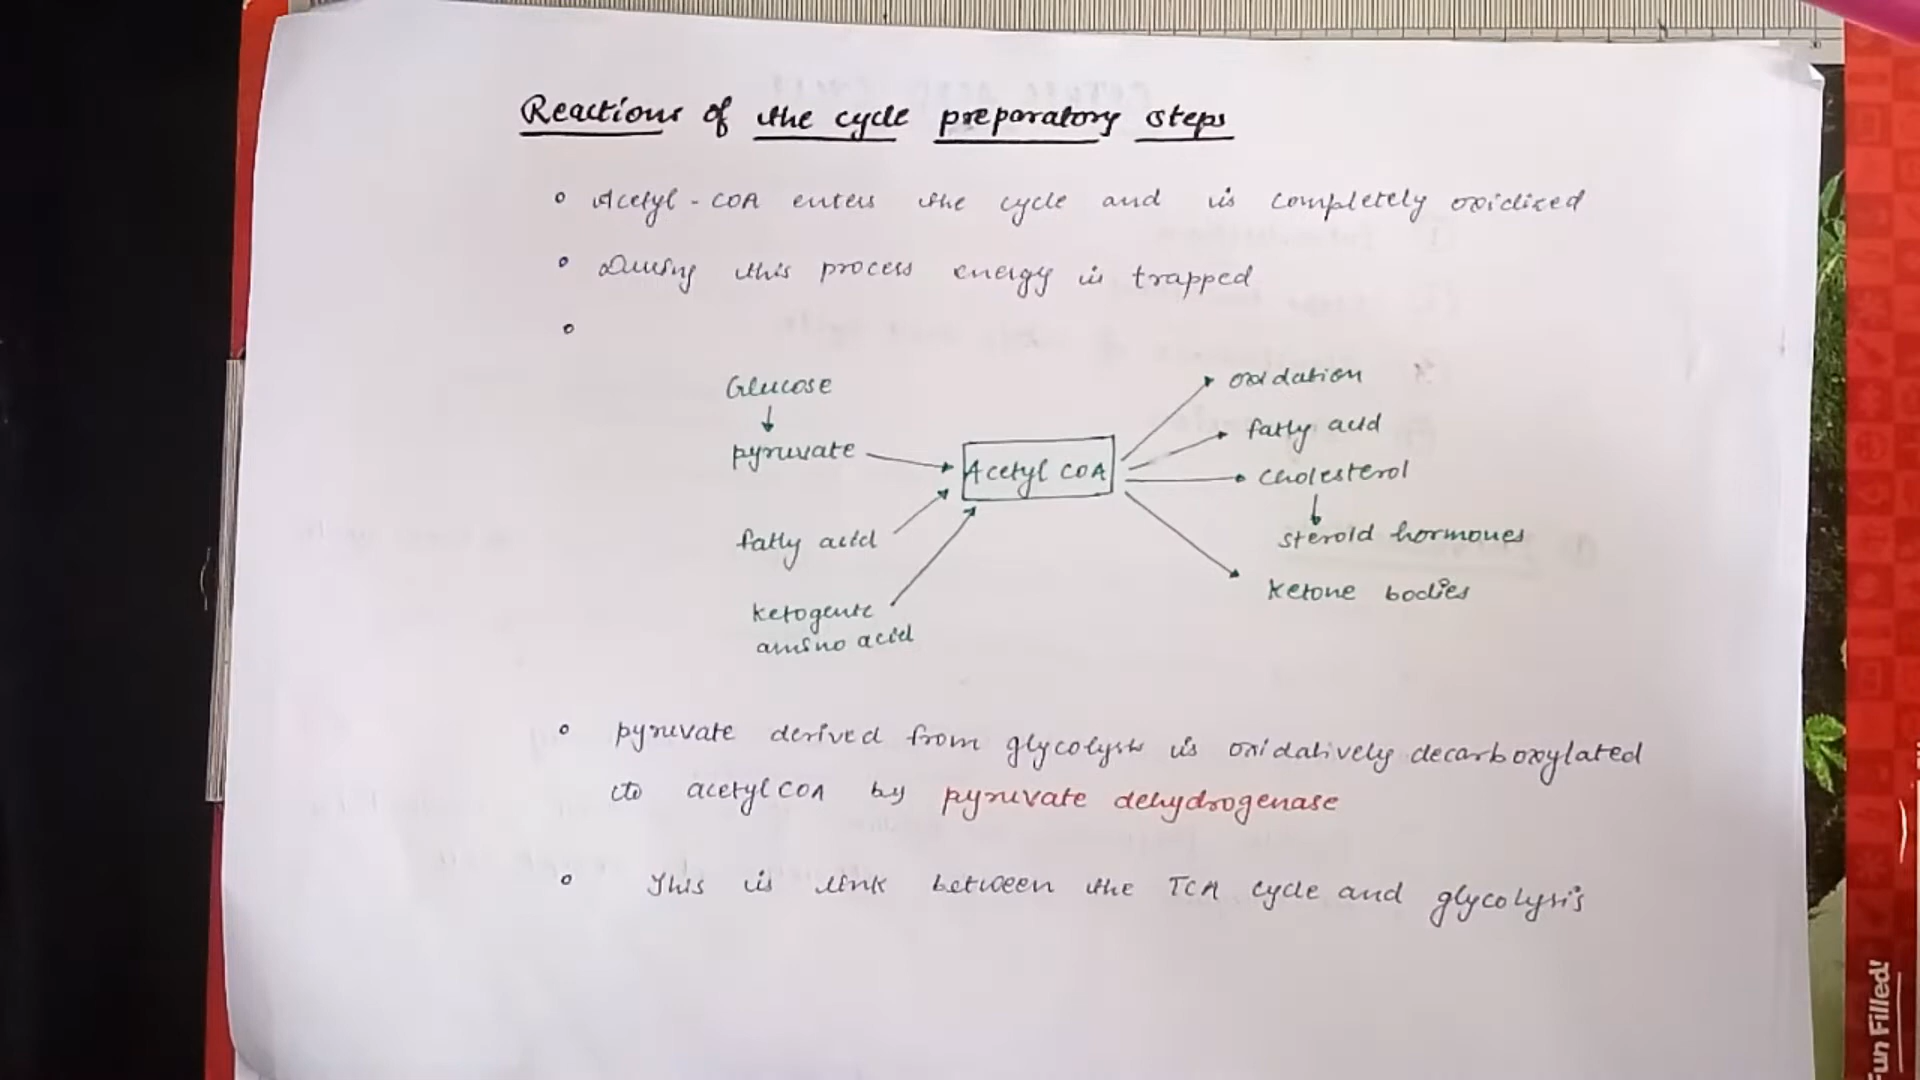 Reactions of the cycle preparatory steps
Acetyl-COA enters the cycle and is completely oxidized
During this process energy is trapped
Glucose
pyruvate
fatty acid
ketogenic
amino acid
Acetyl COA
oxidation
fatty acid
cholesterol
steroid hormones
ketone bodies
pyruvate derived from glycolysis is oxidatively decarboxylated
to acetyl COA by pyruvate dehydrogenase
This is link between the TCA cycle and glycolysis
un Filled!